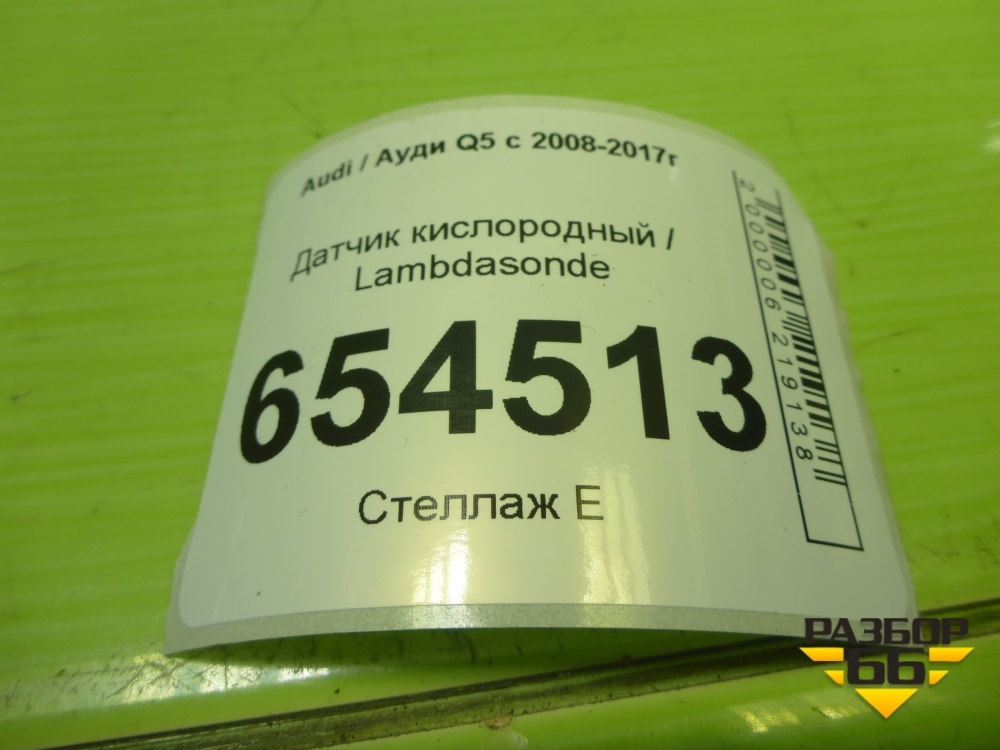 Audi / Ауди Q5 с 2008-2017г
Датчик кислородный /
Lambdasonde
654513
Стеллаж Е
2000006219138
РАЗБОР
66